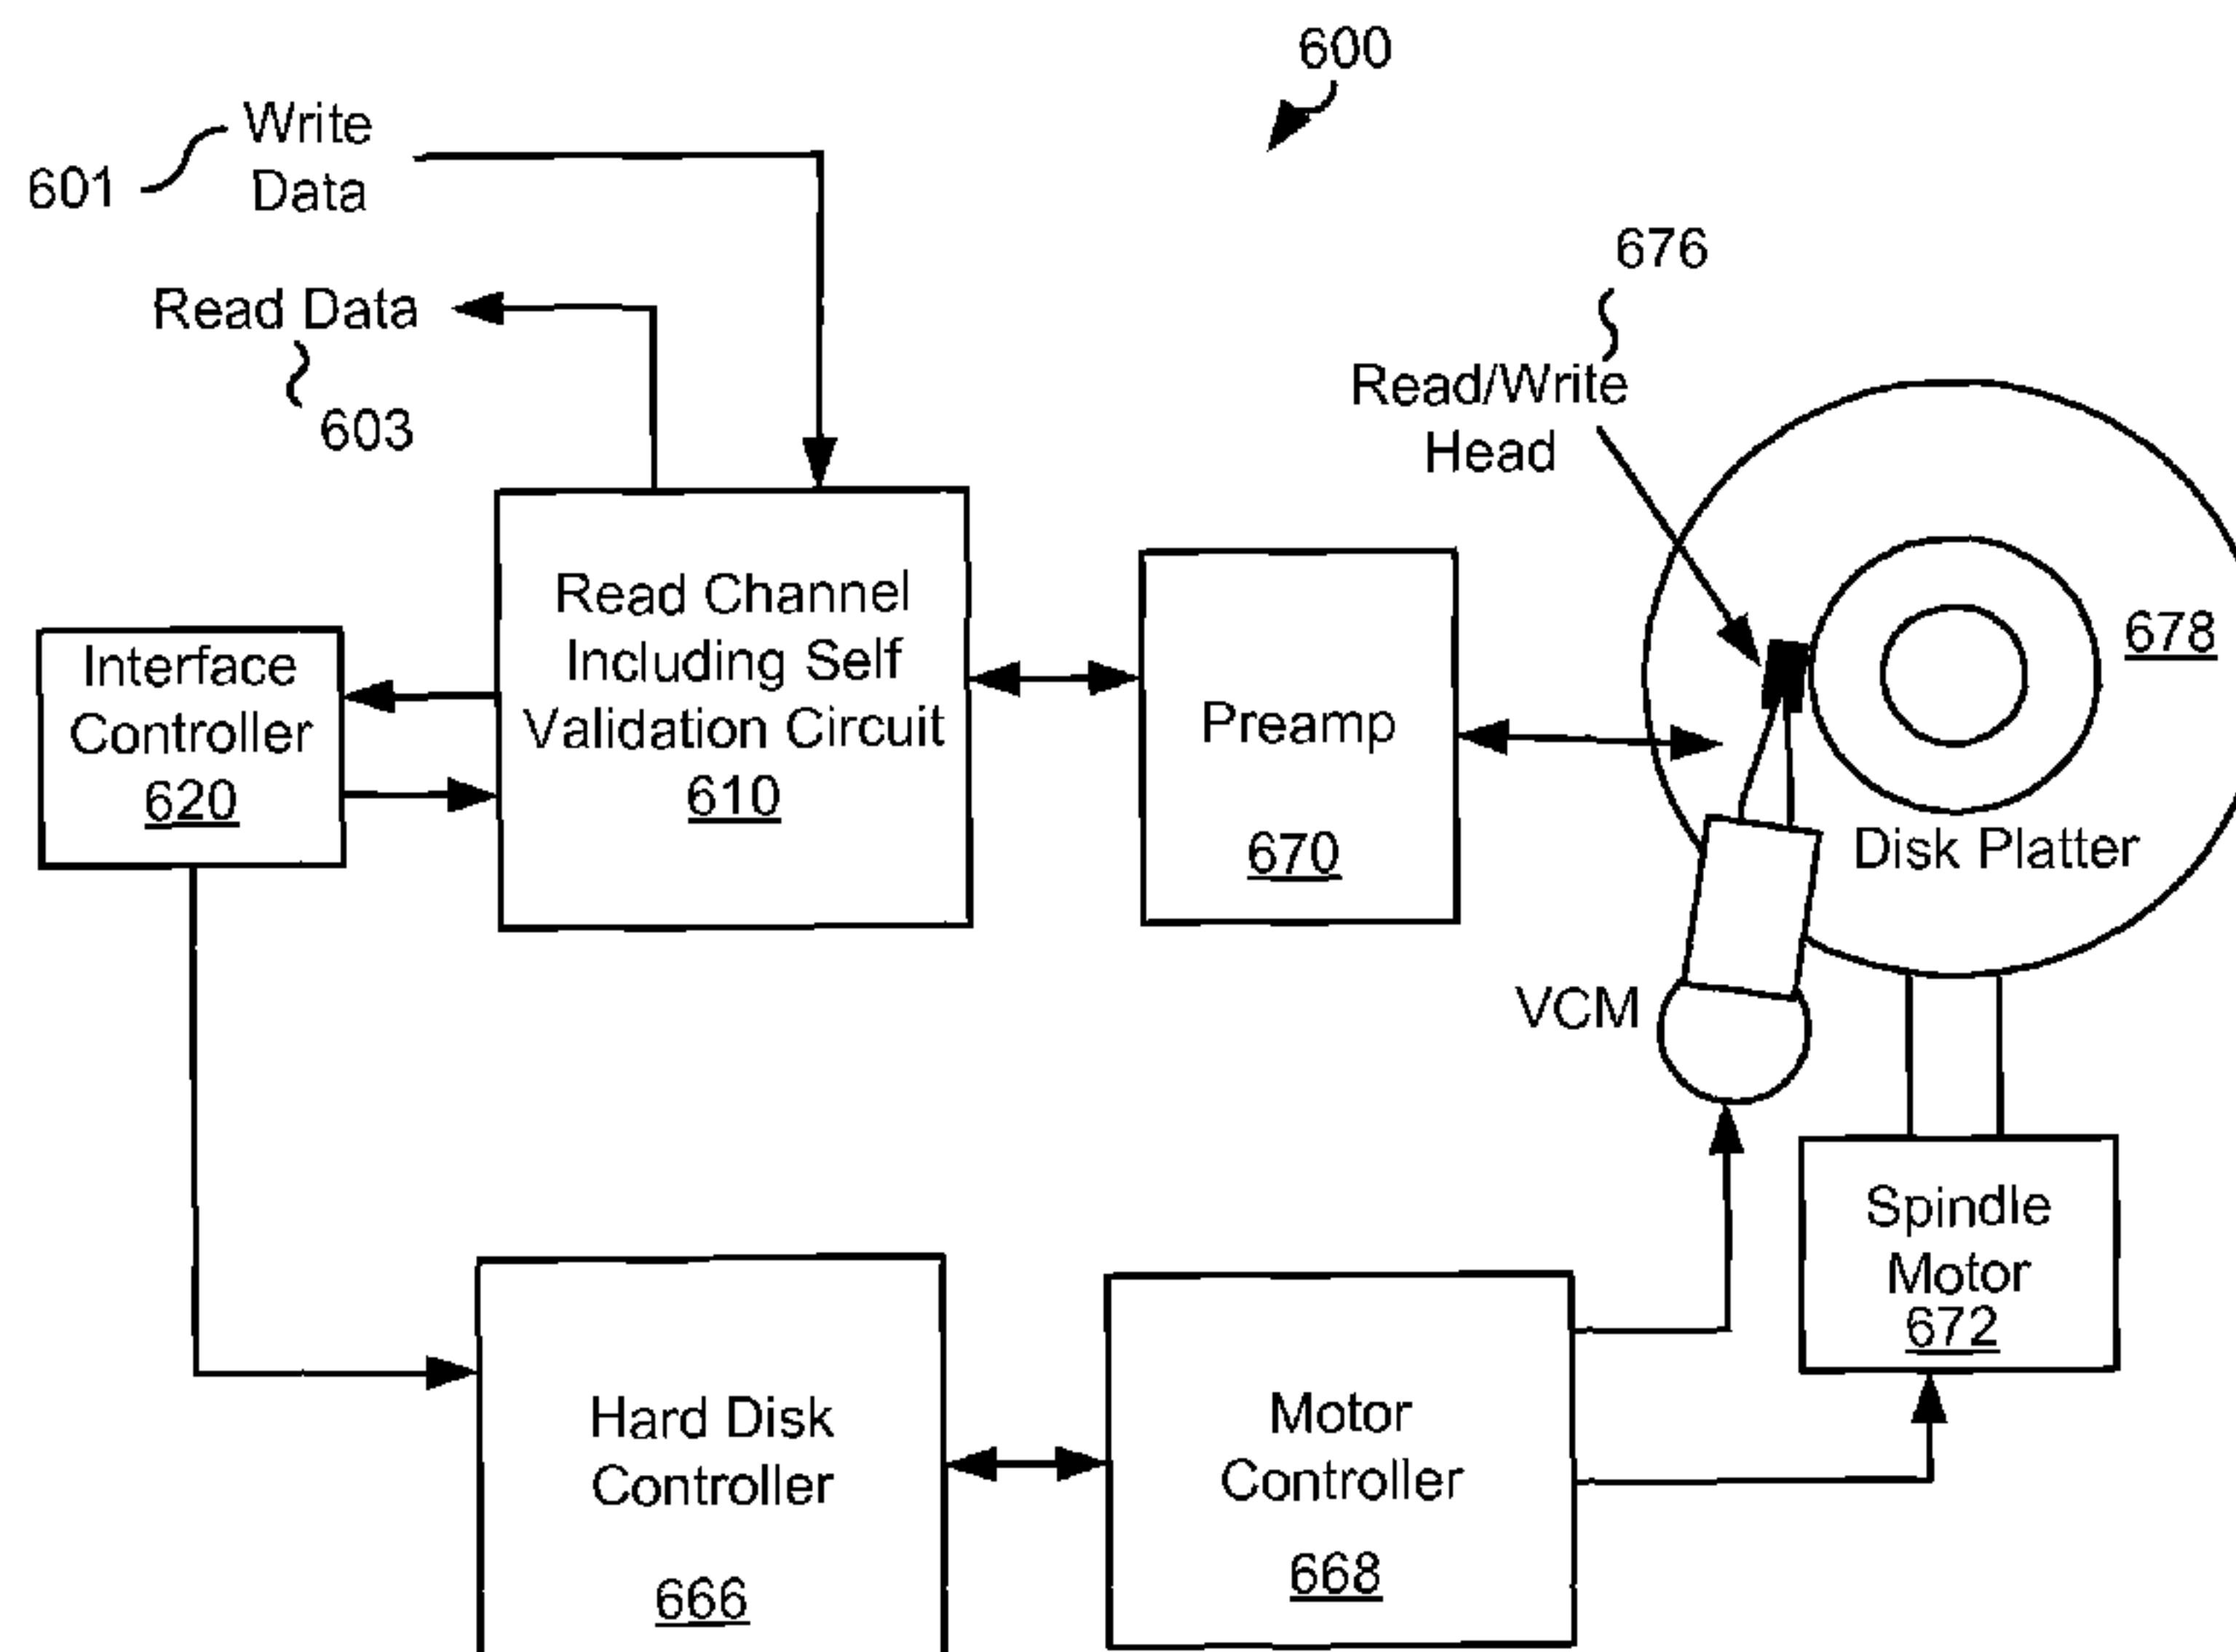 600
601
Write
Data
Read Data
603
676
Read/Write
Head
Read Channel
Including Self
Validation Circuit
610
Interface
Controller
620
Preamp
670
678
Disk Platter
VCM
Spindle
Motor
672
Hard Disk
Controller
666
Motor
Controller
668